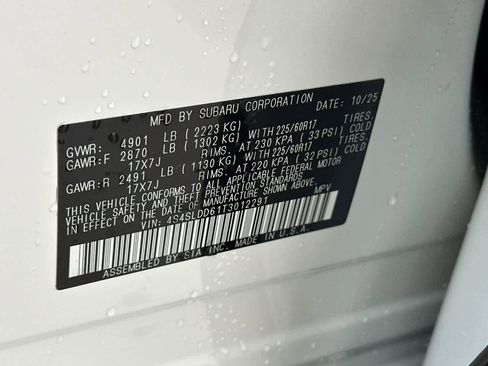 MFD BY SUBARU CORPORATION DATE: 10/25
GVWR: 4901 LB ( 2223 KG)
GAWR:F 2870 LB ( 1302 KG) WITH 225/60R17 TIRES.
17X7J RIMS. AT 230 KPA ( 33 PSI) COLD
GAWR:R 2491 LB ( 1130 KG) WITH 225/60R17 TIRES.
17X7J RIMS. AT 220 KPA ( 32 PSI) COLD
THIS VEHICLE CONFORMS TO ALL APPLICABLE FEDERAL MOTOR
VEHICLE SAFETY AND THEFT PREVENTION STANDARDS
IN EFFECT ON THE DATE OF MANUFACTURE SHOWN ABOVE.
VIN: 4S4SLDD61T3012291 MPV
ASSEMBLED BY SIA INC. MADE IN U.S.A.